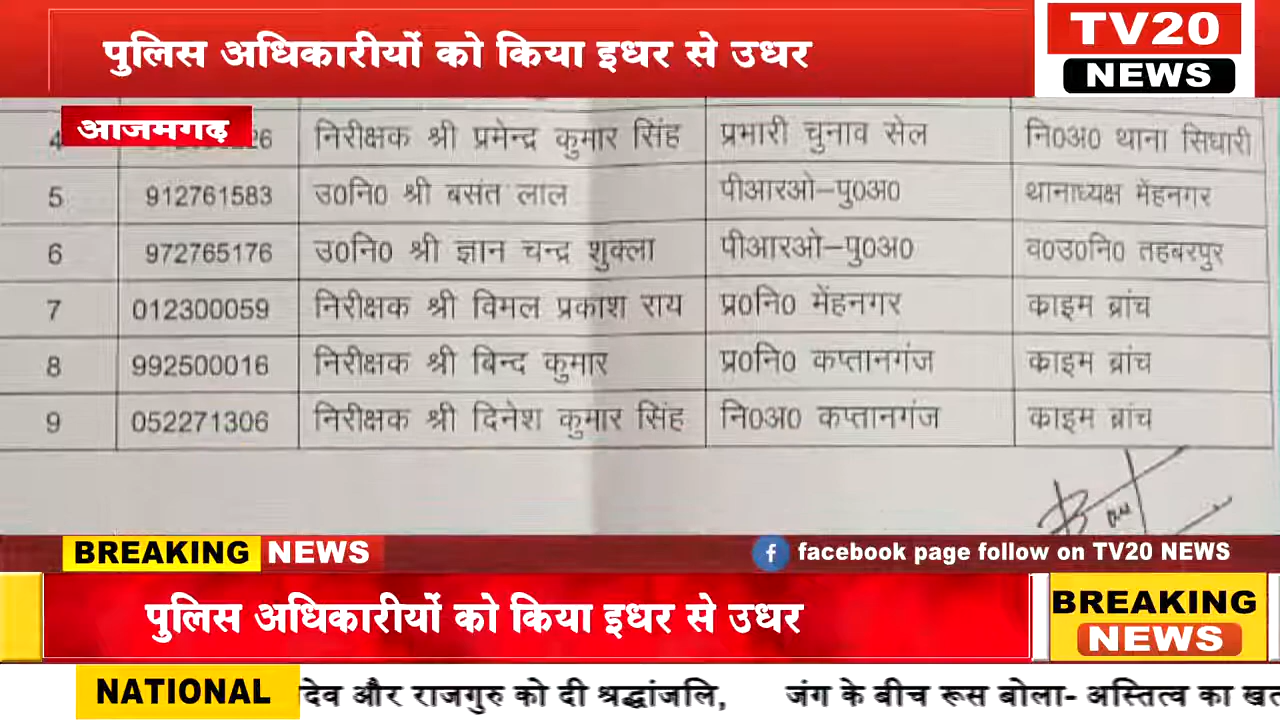 पुलिस अधिकारीयों को किया इधर से उधर
TV20
NEWS
आजमगढ़
4 26 निरीक्षक श्री प्रमेन्द्र कुमार सिंह प्रभारी चुनाव सेल नि0अ0 थाना सिधारी
5 912761583 उ0नि0 श्री बसंत लाल पीआरओ–पु0अ0 थानाध्यक्ष मेंहनगर
6 972765176 उ0नि0 श्री ज्ञान चन्द्र शुक्ला पीआरओ–पु0अ0 व0उ0नि0 तहबरपुर
7 012300059 निरीक्षक श्री विमल प्रकाश राय प्र0नि0 मेंहनगर काइम ब्रांच
8 992500016 निरीक्षक श्री बिन्द कुमार प्र0नि0 कप्तानगंज काइम ब्रांच
9 052271306 निरीक्षक श्री दिनेश कुमार सिंह नि0अ0 कप्तानगंज काइम ब्रांच
BREAKING NEWS facebook page follow on TV20 NEWS
पुलिस अधिकारीयों को किया इधर से उधर
BREAKING
NEWS
NATIONAL देव और राजगुरु को दी श्रद्धांजलि, जंग के बीच रूस बोला- अस्तित्व का खत